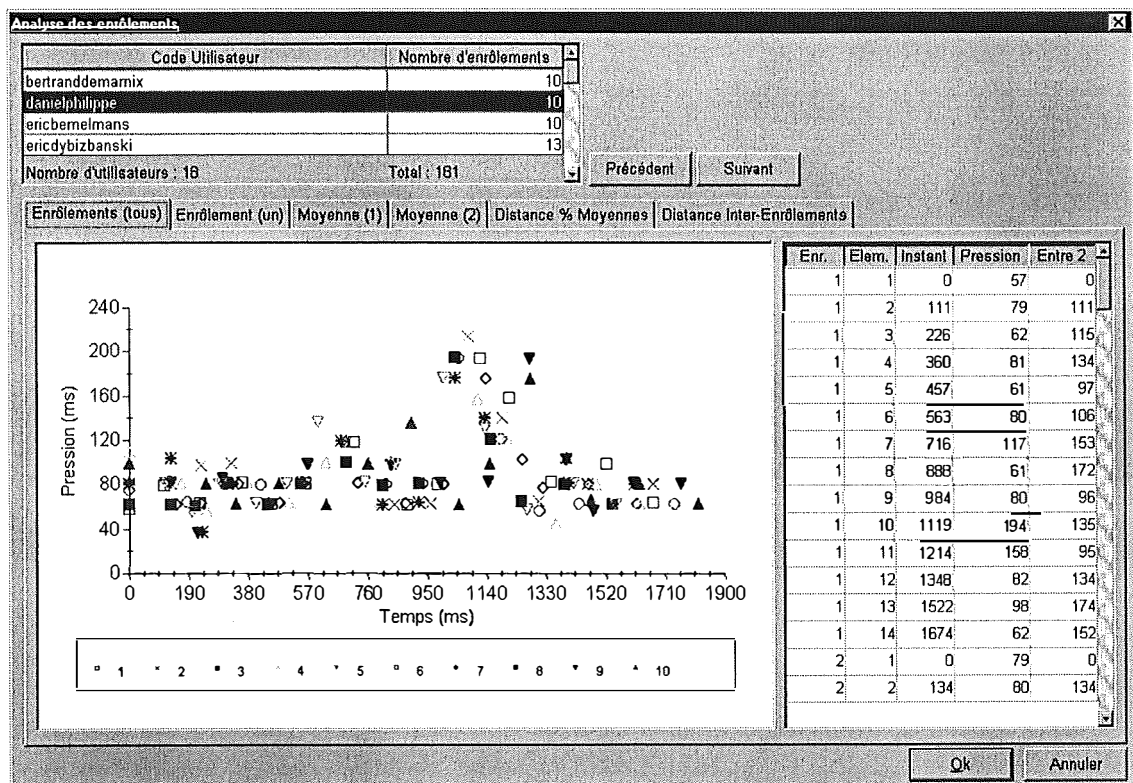 Analyse des enrôlements
Code Utilisateur Nombre d'enrôlements
bertranddemarnix 10
danielphilippe 10
ericbemelmans 10
ericdybizbanski 13
Nombre d'utilisateurs : 18 Total : 181
Précédent Suivant
Enrôlements (tous) Enrôlement (un) Moyenne (1) Moyenne (2) Distance % Moyennes Distance Inter-Enrôlements
Pression (ms)
240
200
160
120
80
40
0
0 190 380 570 760 950 1140 1330 1520 1710 1900
Temps (ms)
1 2 3 4 5 6 7 8 9 10
Enr. Elem. Instant Pression Entre 2
1 1 0 57 0
1 2 111 79 111
1 3 226 62 115
1 4 360 81 134
1 5 457 61 97
1 6 563 80 106
1 7 716 117 153
1 8 888 61 172
1 9 984 80 96
1 10 1119 194 135
1 11 1214 158 95
1 12 1348 82 134
1 13 1522 98 174
1 14 1674 62 152
2 1 0 79 0
2 2 134 80 134
Ok Annuler